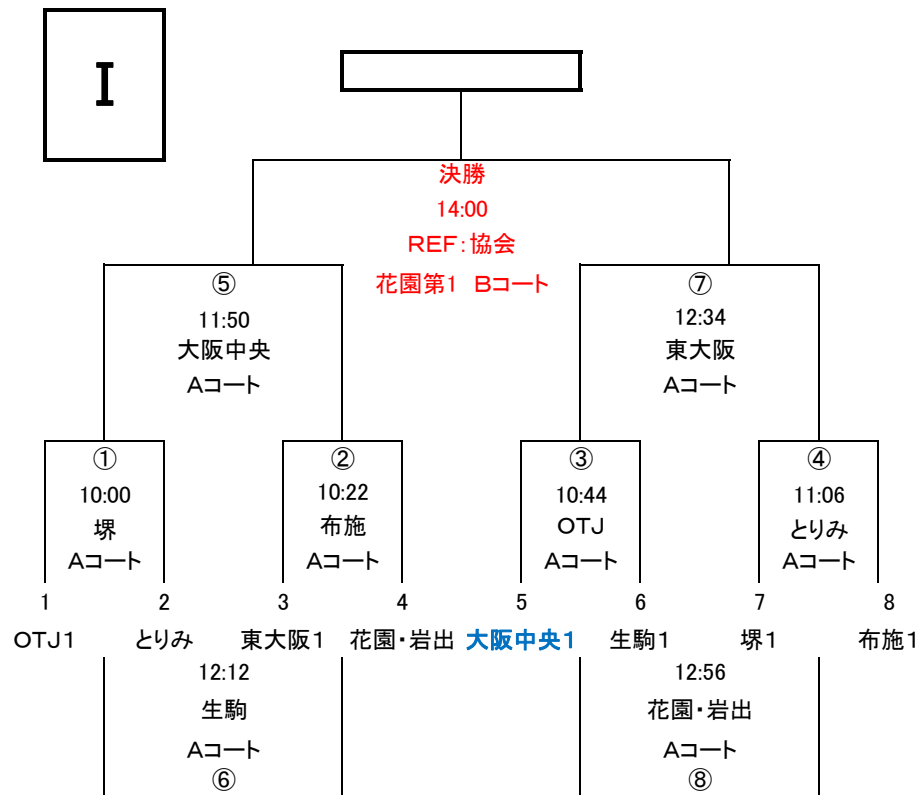 I
決勝
14:00
REF:協会
花園第1 Bコート
⑤
11:50
大阪中央
Aコート
⑦
12:34
東大阪
Aコート
①
10:00
堺
Aコート
②
10:22
布施
Aコート
③
10:44
OTJ
Aコート
④
11:06
とりみ
Aコート
1 2 3 4 5 6 7 8
OTJ1 とりみ 東大阪1 花園・岩出 大阪中央1 生駒1 堺1 布施1
12:12
生駒
Aコート
⑥
12:56
花園・岩出
Aコート
⑧